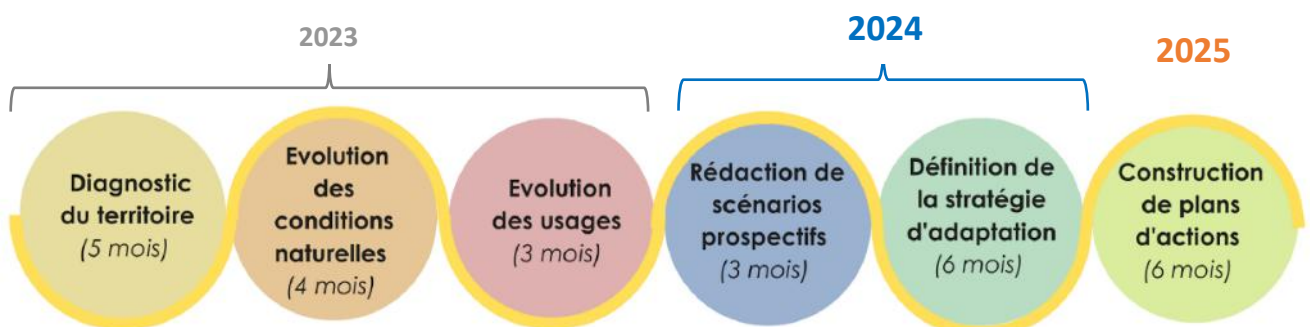 2023
2024
2025
Diagnostic
du territoire
(5 mois)
Evolution
des
conditions
naturelles
(4 mois)
Evolution
des usages
(3 mois)
Rédaction de
scénarios
prospectifs
(3 mois)
Définition de
la stratégie
d'adaptation
(6 mois)
Construction
de plans
d'actions
(6 mois)